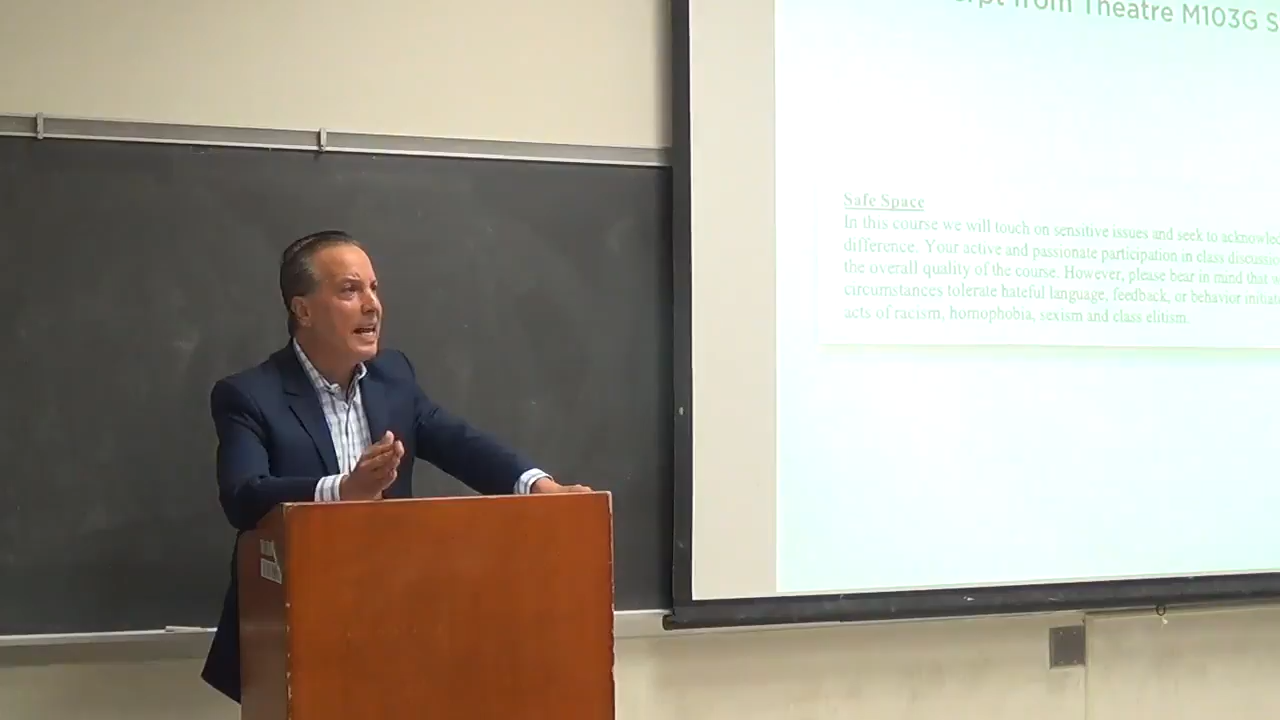 from Theatre M103G S
Safe Space
In this course we will touch on sensitive issues and seek to acknowled
difference. Your active and passionate participation in class discussio
the overall quality of the course. However, please bear in mind that w
circumstances tolerate hateful language, feedback, or behavior initiat
acts of racism, homophobia, sexism and class elitism.